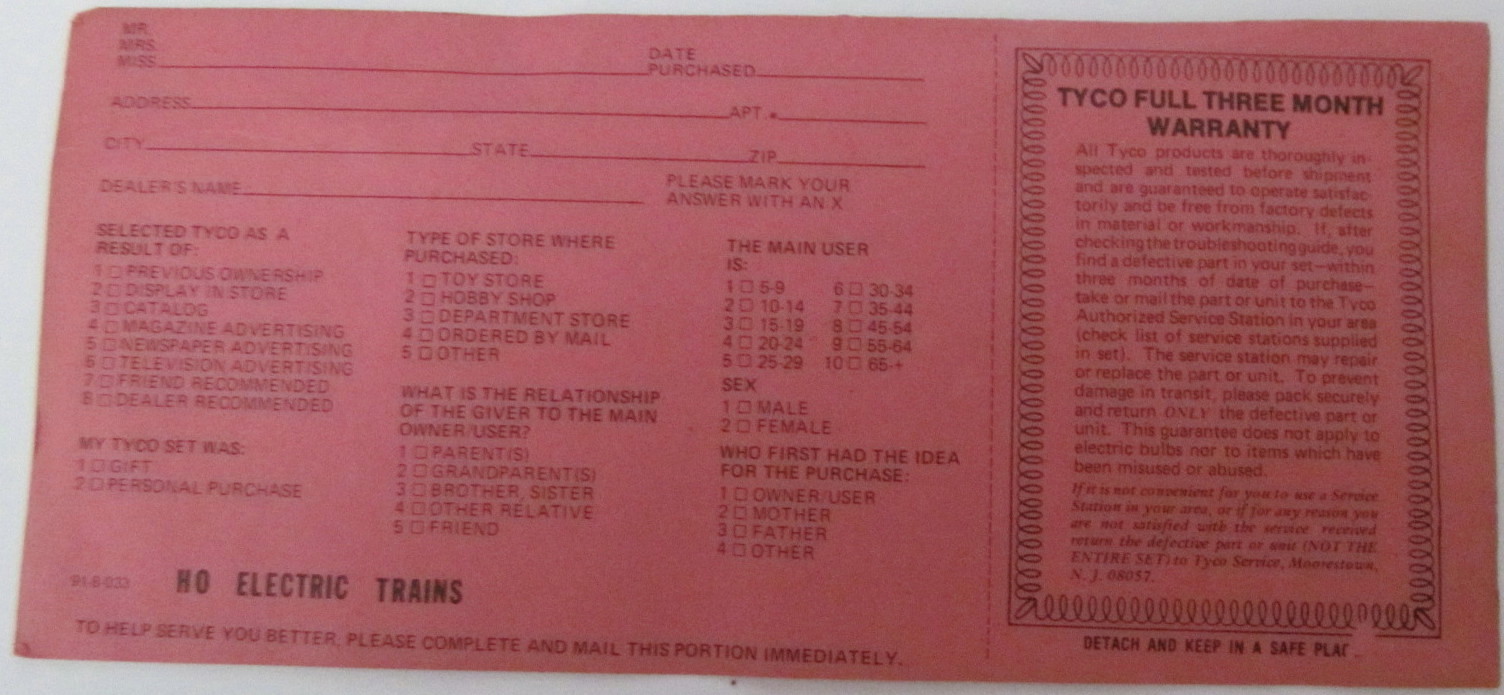 MR.
MRS.
MISS
DATE
PURCHASED
ADDRESS
APT.
CITY STATE ZIP
DEALER'S NAME
PLEASE MARK YOUR
ANSWER WITH AN X
SELECTED TYCO AS A
RESULT OF:
1 □ PREVIOUS OWNERSHIP
2 □ DISPLAY IN STORE
3 □ CATALOG
4 □ MAGAZINE ADVERTISING
5 □ NEWSPAPER ADVERTISING
6 □ TELEVISION ADVERTISING
7 □ FRIEND RECOMMENDED
8 □ DEALER RECOMMENDED
MY TYCO SET WAS:
1 □ GIFT
2 □ PERSONAL PURCHASE
TYPE OF STORE WHERE
PURCHASED:
1 □ TOY STORE
2 □ HOBBY SHOP
3 □ DEPARTMENT STORE
4 □ ORDERED BY MAIL
5 □ OTHER
WHAT IS THE RELATIONSHIP
OF THE GIVER TO THE MAIN
OWNER/USER?
1 □ PARENT(S)
2 □ GRANDPARENT(S)
3 □ BROTHER, SISTER
4 □ OTHER RELATIVE
5 □ FRIEND
THE MAIN USER
IS:
1 □ 5-9 6 □ 30-34
2 □ 10-14 7 □ 35-44
3 □ 15-19 8 □ 45-54
4 □ 20-24 9 □ 55-64
5 □ 25-29 10 □ 65-+
SEX
1 □ MALE
2 □ FEMALE
WHO FIRST HAD THE IDEA
FOR THE PURCHASE:
1 □ OWNER/USER
2 □ MOTHER
3 □ FATHER
4 □ OTHER
91-8-033 HO ELECTRIC TRAINS
TO HELP SERVE YOU BETTER, PLEASE COMPLETE AND MAIL THIS PORTION IMMEDIATELY.
TYCO FULL THREE MONTH
WARRANTY
All Tyco products are thoroughly in-
spected and tested before shipment
and are guaranteed to operate satisfac-
torily and be free from factory defects
in material or workmanship. If, after
checking the troubleshooting guide, you
find a defective part in your set—within
three months of date of purchase—
take or mail the part or unit to the Tyco
Authorized Service Station in your area
(check list of service stations supplied
in set). The service station may repair
or replace the part or unit. To prevent
damage in transit, please pack securely
and return ONLY the defective part or
unit. This guarantee does not apply to
electric bulbs nor to items which have
been misused or abused.
If it is not convenient for you to use a Service
Station in your area, or if for any reason you
are not satisfied with the service received
return the defective part or unit (NOT THE
ENTIRE SET) to Tyco Service, Moorestown,
N. J. 08057.
DETACH AND KEEP IN A SAFE PLAC